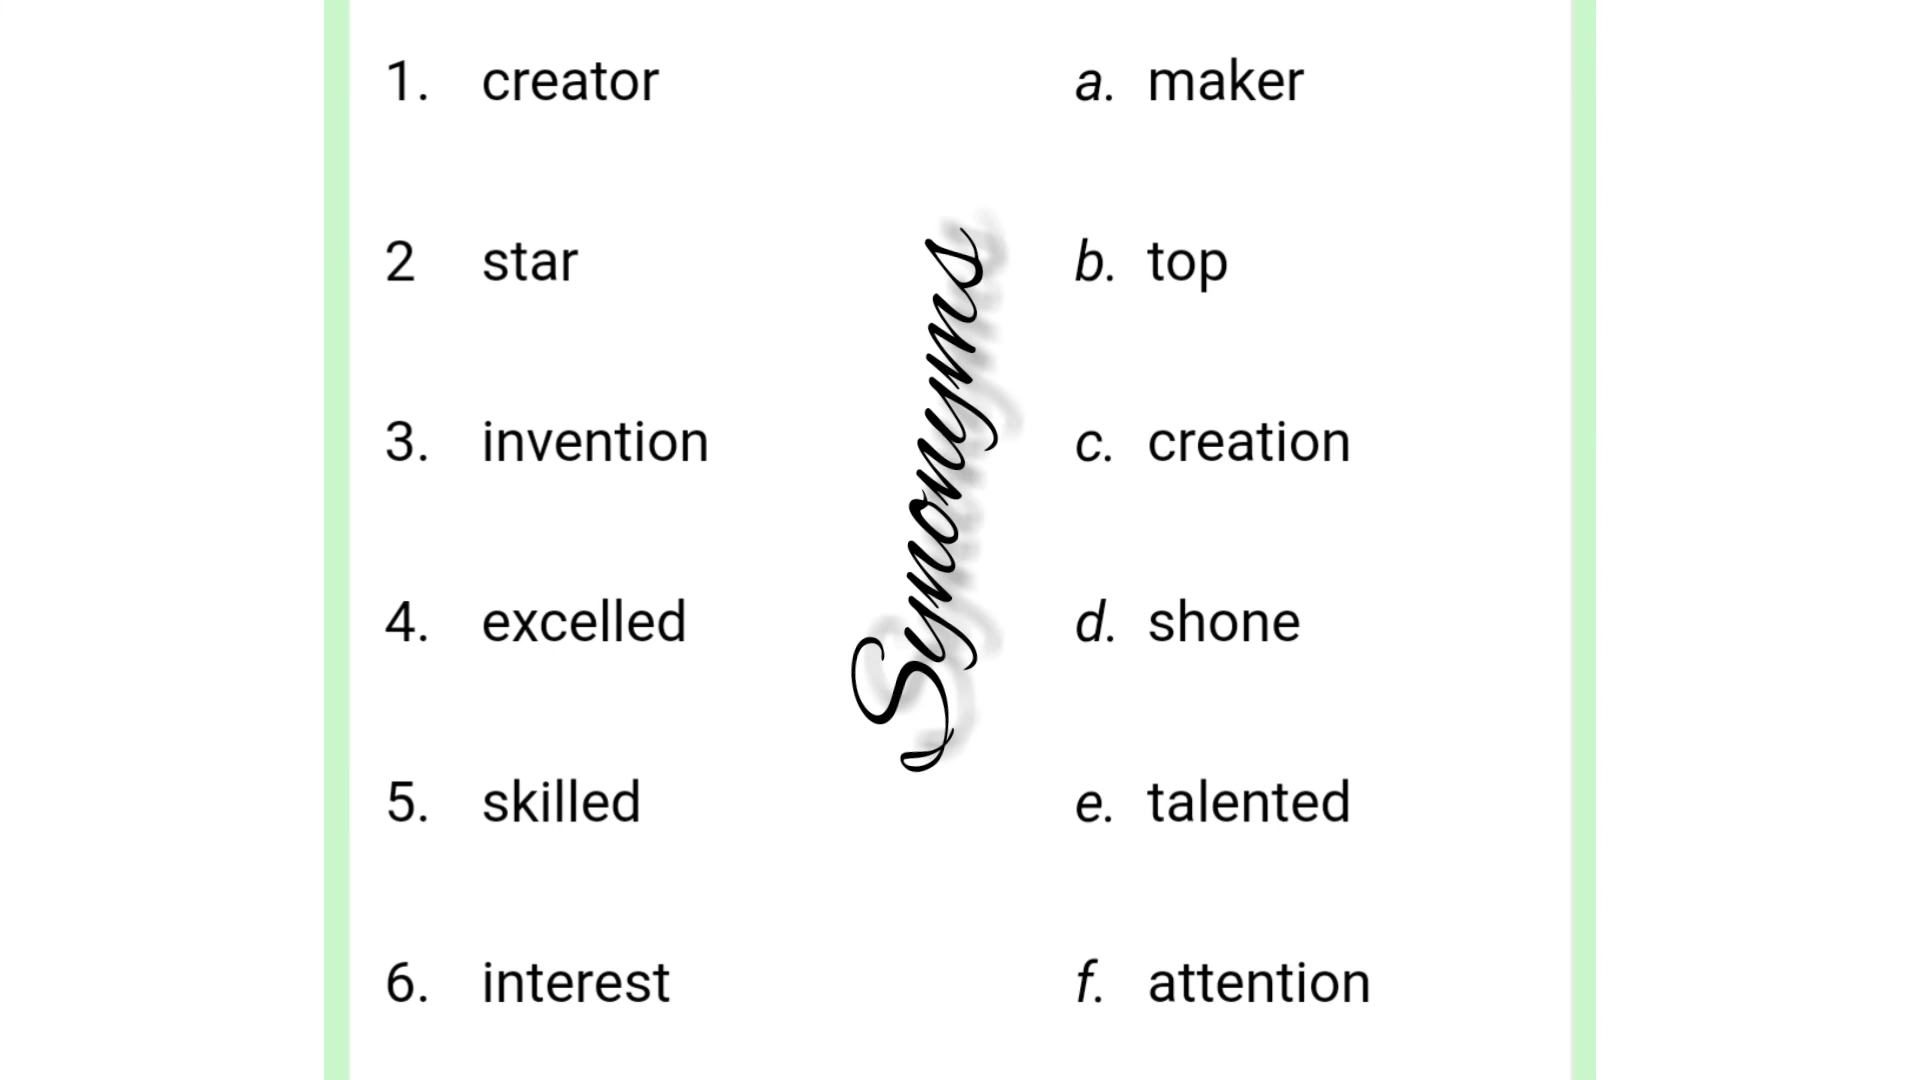 1. creator a. maker
2 star b. top
3. invention c. creation
4. excelled d. shone
5. skilled e. talented
6. interest f. attention
Synonyms